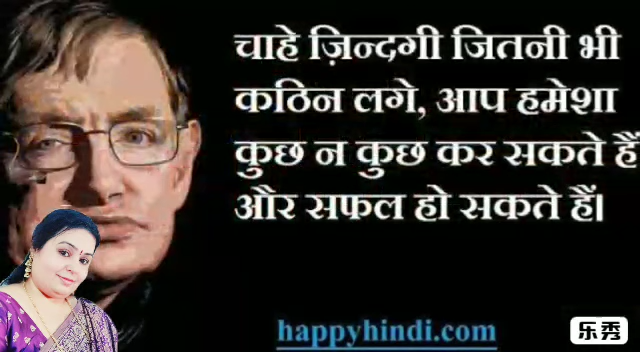 चाहे ज़िन्दगी जितनी भी
कठिन लगे, आप हमेशा
कुछ न कुछ कर सकते हैं
और सफल हो सकते हैं।
happyhindi.com
乐秀